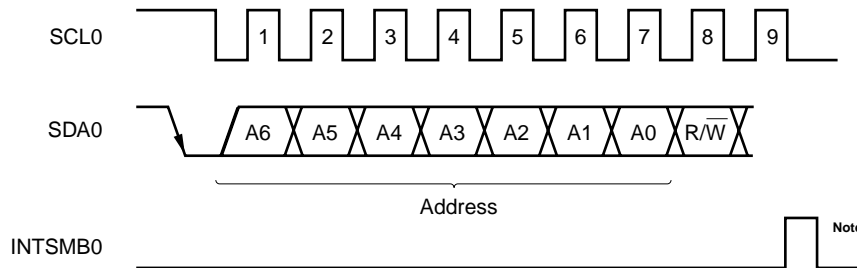 SCL0 1 2 3 4 5 6 7 8 9
SDA0 A6 A5 A4 A3 A2 A1 A0 R/W̅
Address
Note
INTSMB0